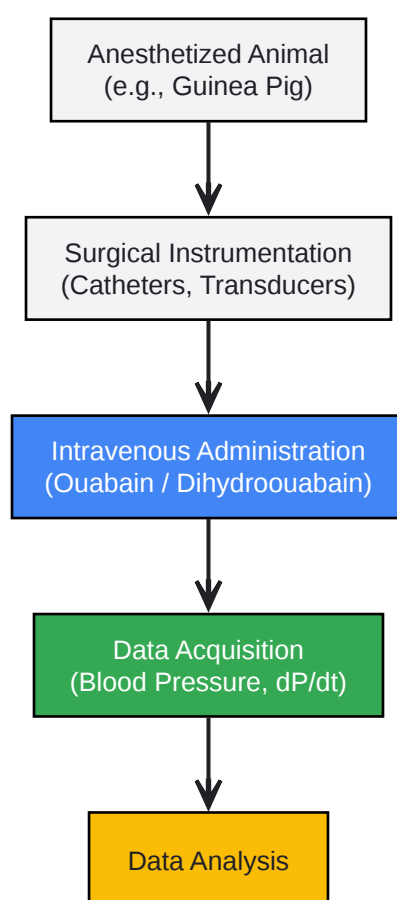 Anesthetized Animal
(e.g., Guinea Pig)
Surgical Instrumentation
(Catheters, Transducers)
Intravenous Administration
(Ouabain / Dihydroouabain)
Data Acquisition
(Blood Pressure, dP/dt)
Data Analysis